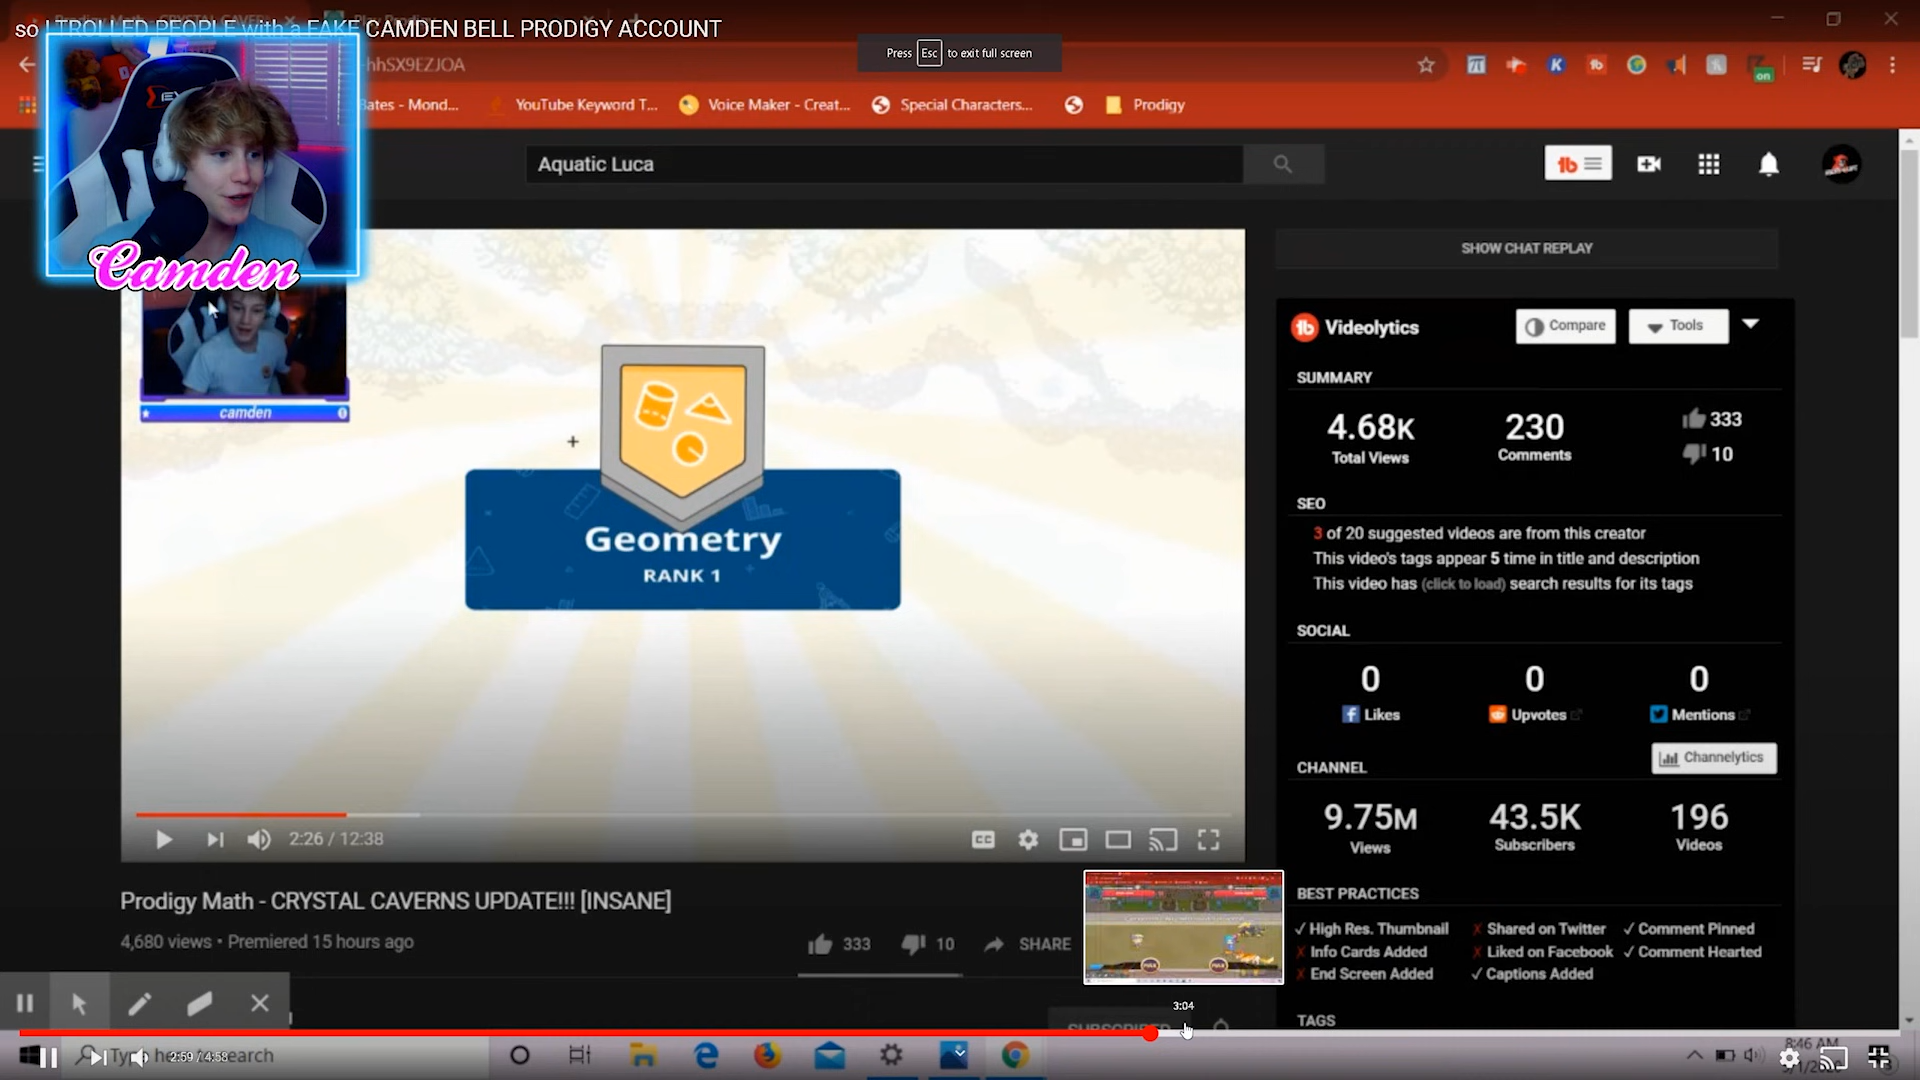 so I TROLLED PEOPLE with a FAKE CAMDEN BELL PRODIGY ACCOUNT
Press Esc to exit full screen
-hhSX9EZJOA
on
ates - Mond...
YouTube Keyword T...
Voice Maker - Creat...
Special Characters...
Prodigy
Aquatic Luca
Camden
camden
SHOW CHAT REPLAY
Videolytics
Compare
Tools
SUMMARY
4.68K
230
333
Total Views
Comments
10
SEO
3 of 20 suggested videos are from this creator
This video's tags appear 5 time in title and description
This video has (click to load) search results for its tags
SOCIAL
0
0
0
Likes
Upvotes
Mentions
CHANNEL
Channelytics
9.75M
43.5K
196
Views
Subscribers
Videos
BEST PRACTICES
✓ High Res. Thumbnail
✗ Shared on Twitter
✓ Comment Pinned
✗ Info Cards Added
✗ Liked on Facebook
✓ Comment Hearted
✗ End Screen Added
✓ Captions Added
TAGS
Geometry
RANK 1
2:26 / 12:38
CC
Prodigy Math - CRYSTAL CAVERNS UPDATE!!! [INSANE]
4,680 views • Premiered 15 hours ago
333
10
SHARE
3:04
SUBSCRIBED
2:59 / 4:58
8:46 AM